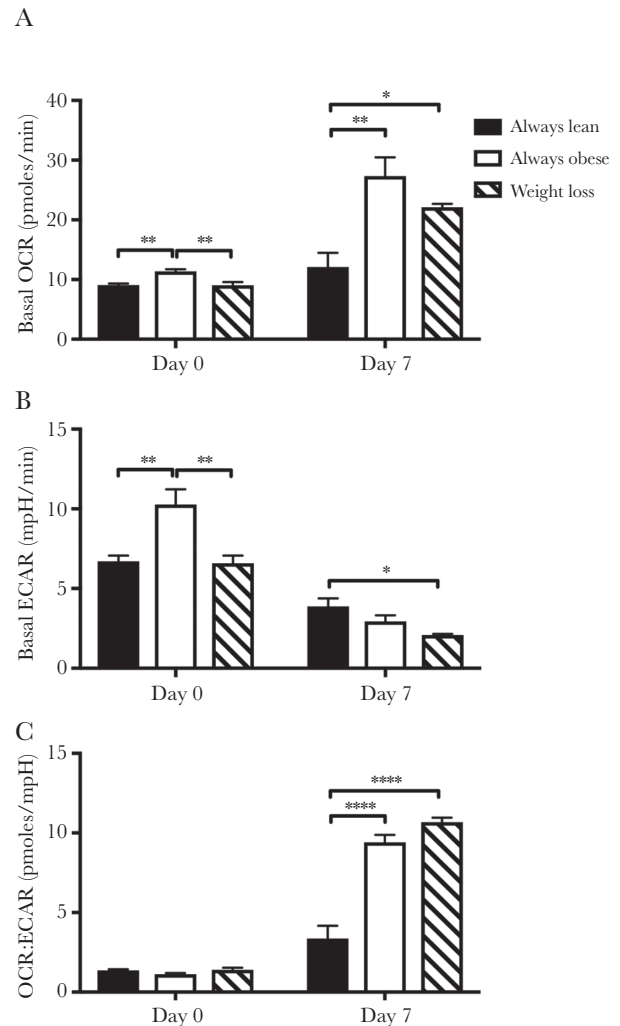 A
Basal OCR (pmoles/min)
40
30
20
10
0
**
**
**
*
Always lean
Always obese
Weight loss
Day 0
Day 7
B
Basal ECAR (mpH/min)
15
10
5
0
**
**
*
Day 0
Day 7
C
OCR:ECAR (pmoles/mpH)
15
10
5
0
****
****
Day 0
Day 7